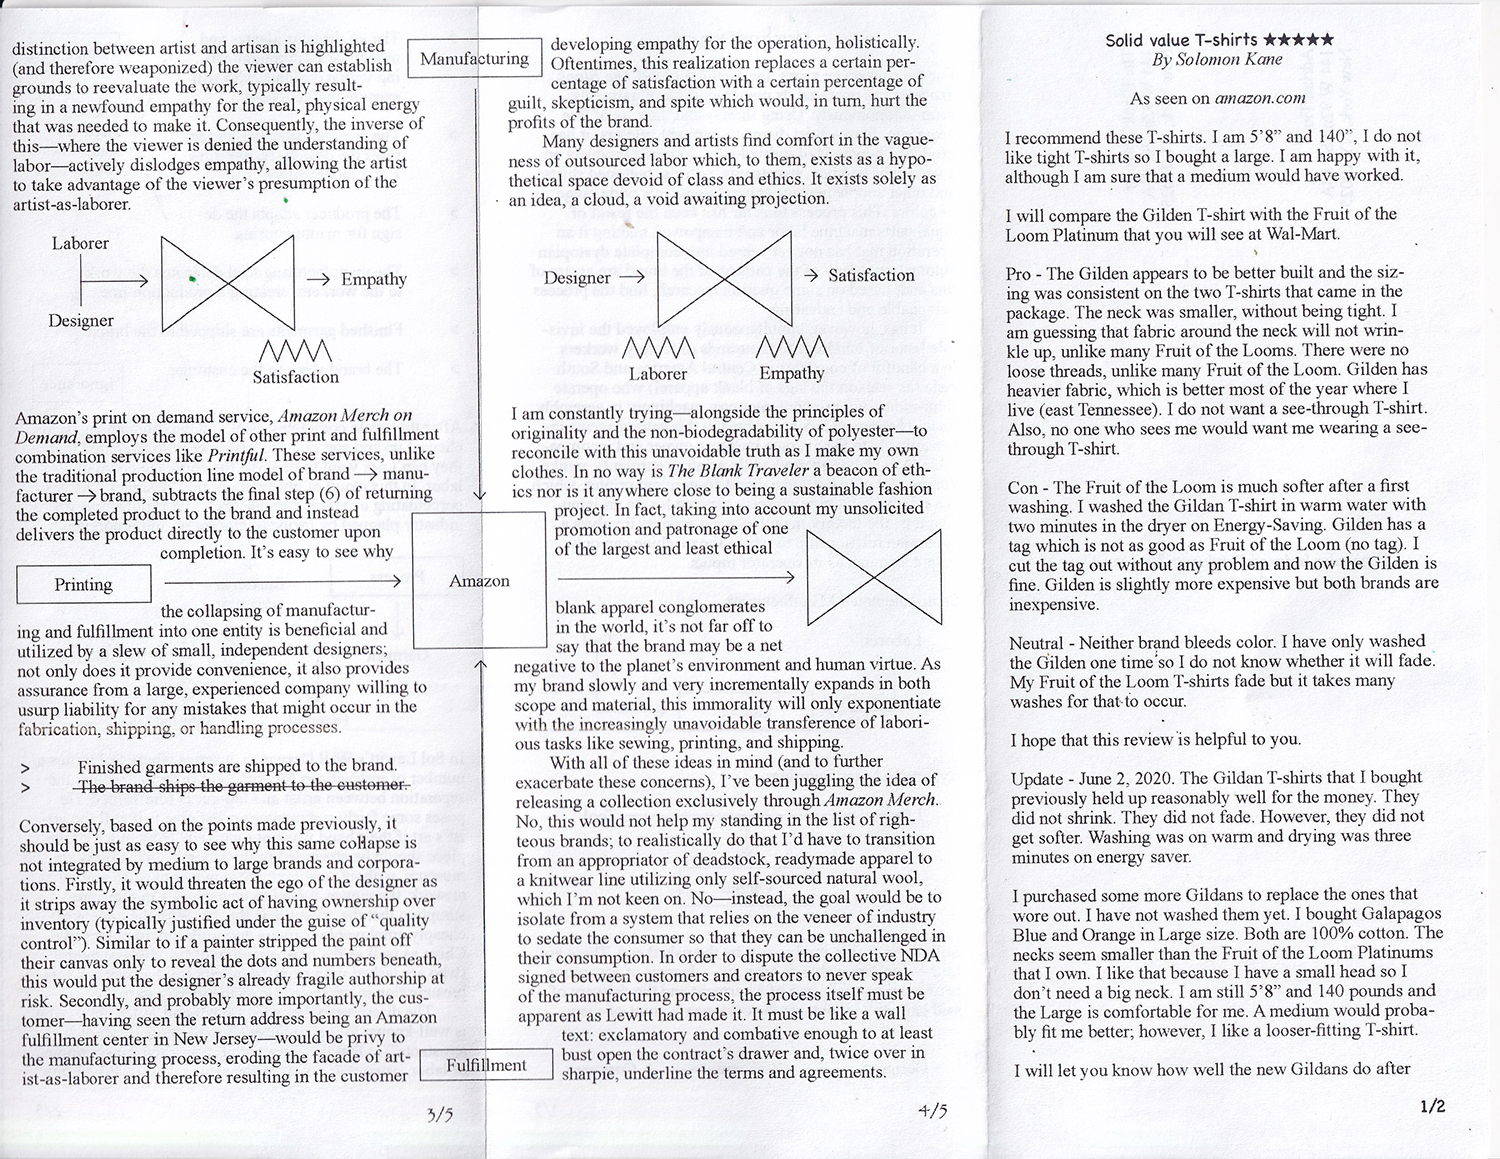 distinction between artist and artisan is highlighted
(and therefore weaponized) the viewer can establish
grounds to reevaluate the work, typically result-
ing in a newfound empathy for the real, physical energy
that was needed to make it. Consequently, the inverse of
this—where the viewer is denied the understanding of
labor—actively dislodges empathy, allowing the artist
to take advantage of the viewer's presumption of the
artist-as-laborer.
Laborer
Designer
Empathy
Satisfaction
Amazon's print on demand service, Amazon Merch on
Demand, employs the model of other print and fulfillment
combination services like Printful. These services, unlike
the traditional production line model of brand → manu-
facturer → brand, subtracts the final step (6) of returning
the completed product to the brand and instead
delivers the product directly to the customer upon
completion. It's easy to see why
Printing
the collapsing of manufactur-
ing and fulfillment into one entity is beneficial and
utilized by a slew of small, independent designers;
not only does it provide convenience, it also provides
assurance from a large, experienced company willing to
usurp liability for any mistakes that might occur in the
fabrication, shipping, or handling processes.
> Finished garments are shipped to the brand.
> The brand ships the garment to the customer.
Conversely, based on the points made previously, it
should be just as easy to see why this same collapse is
not integrated by medium to large brands and corpora-
tions. Firstly, it would threaten the ego of the designer as
it strips away the symbolic act of having ownership over
inventory (typically justified under the guise of "quality
control"). Similar to if a painter stripped the paint off
their canvas only to reveal the dots and numbers beneath,
this would put the designer's already fragile authorship at
risk. Secondly, and probably more importantly, the cus-
tomer—having seen the return address being an Amazon
fulfillment center in New Jersey—would be privy to
the manufacturing process, eroding the facade of art-
ist-as-laborer and therefore resulting in the customer
3/5
Manufacturing
Amazon
Fulfillment
developing empathy for the operation, holistically.
Oftentimes, this realization replaces a certain per-
centage of satisfaction with a certain percentage of
guilt, skepticism, and spite which would, in turn, hurt the
profits of the brand.
Many designers and artists find comfort in the vague-
ness of outsourced labor which, to them, exists as a hypo-
thetical space devoid of class and ethics. It exists solely as
an idea, a cloud, a void awaiting projection.
Designer
Satisfaction
Laborer
Empathy
I am constantly trying—alongside the principles of
originality and the non-biodegradability of polyester—to
reconcile with this unavoidable truth as I make my own
clothes. In no way is The Blank Traveler a beacon of eth-
ics nor is it anywhere close to being a sustainable fashion
project. In fact, taking into account my unsolicited
promotion and patronage of one
of the largest and least ethical
blank apparel conglomerates
in the world, it's not far off to
say that the brand may be a net
negative to the planet's environment and human virtue. As
my brand slowly and very incrementally expands in both
scope and material, this immorality will only exponentiate
with the increasingly unavoidable transference of labori-
ous tasks like sewing, printing, and shipping.
With all of these ideas in mind (and to further
exacerbate these concerns), I've been juggling the idea of
releasing a collection exclusively through Amazon Merch.
No, this would not help my standing in the list of righ-
teous brands; to realistically do that I'd have to transition
from an appropriator of deadstock, readymade apparel to
a knitwear line utilizing only self-sourced natural wool,
which I'm not keen on. No—instead, the goal would be to
isolate from a system that relies on the veneer of industry
to sedate the consumer so that they can be unchallenged in
their consumption. In order to dispute the collective NDA
signed between customers and creators to never speak
of the manufacturing process, the process itself must be
apparent as Lewitt had made it. It must be like a wall
text: exclamatory and combative enough to at least
bust open the contract's drawer and, twice over in
sharpie, underline the terms and agreements.
4/5
Solid value T-shirts ★★★★★
By Solomon Kane
As seen on amazon.com
I recommend these T-shirts. I am 5'8" and 140", I do not
like tight T-shirts so I bought a large. I am happy with it,
although I am sure that a medium would have worked.
I will compare the Gilden T-shirt with the Fruit of the
Loom Platinum that you will see at Wal-Mart.
Pro - The Gilden appears to be better built and the siz-
ing was consistent on the two T-shirts that came in the
package. The neck was smaller, without being tight. I
am guessing that fabric around the neck will not wrin-
kle up, unlike many Fruit of the Looms. There were no
loose threads, unlike many Fruit of the Loom. Gilden has
heavier fabric, which is better most of the year where I
live (east Tennessee). I do not want a see-through T-shirt.
Also, no one who sees me would want me wearing a see-
through T-shirt.
Con - The Fruit of the Loom is much softer after a first
washing. I washed the Gildan T-shirt in warm water with
two minutes in the dryer on Energy-Saving. Gilden has a
tag which is not as good as Fruit of the Loom (no tag). I
cut the tag out without any problem and now the Gilden is
fine. Gilden is slightly more expensive but both brands are
inexpensive.
Neutral - Neither brand bleeds color. I have only washed
the Gilden one time so I do not know whether it will fade.
My Fruit of the Loom T-shirts fade but it takes many
washes for that to occur.
I hope that this review is helpful to you.
Update - June 2, 2020. The Gildan T-shirts that I bought
previously held up reasonably well for the money. They
did not shrink. They did not fade. However, they did not
get softer. Washing was on warm and drying was three
minutes on energy saver.
I purchased some more Gildans to replace the ones that
wore out. I have not washed them yet. I bought Galapagos
Blue and Orange in Large size. Both are 100% cotton. The
necks seem smaller than the Fruit of the Loom Platinums
that I own. I like that because I have a small head so I
don't need a big neck. I am still 5'8" and 140 pounds and
the Large is comfortable for me. A medium would proba-
bly fit me better; however, I like a looser-fitting T-shirt.
I will let you know how well the new Gildans do after
1/2